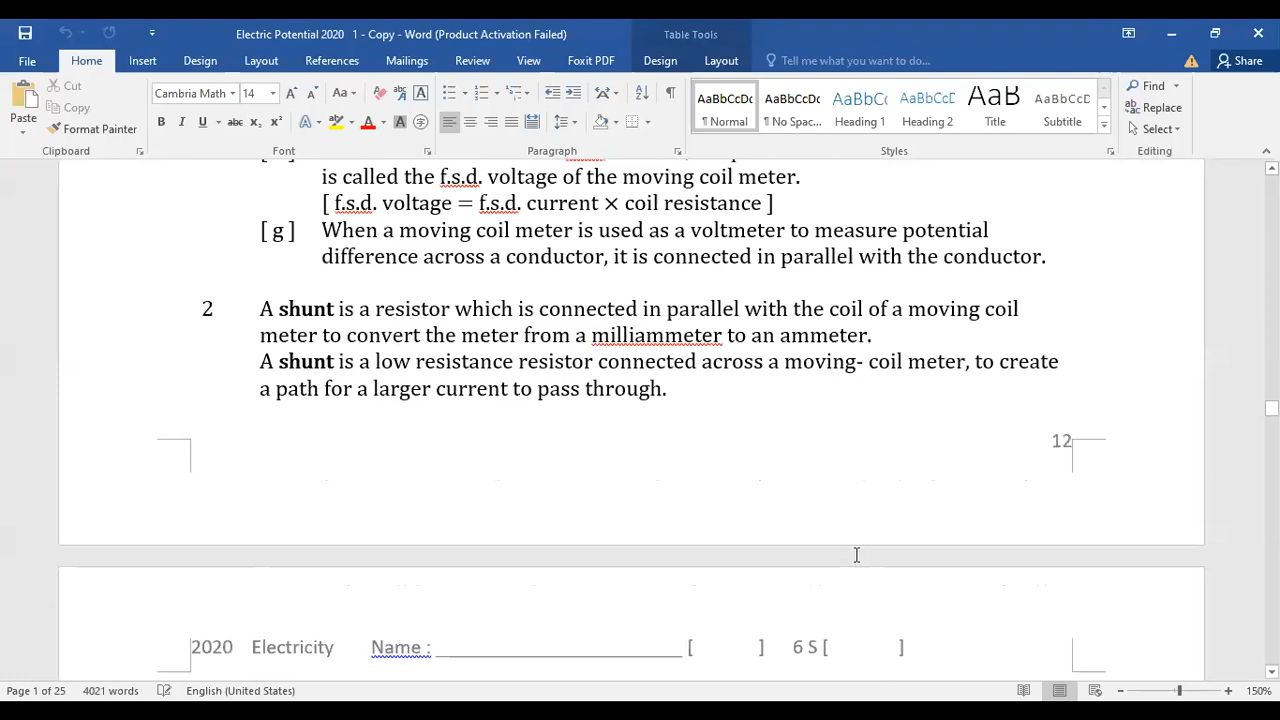 Electric Potential 2020   1 - Copy - Word (Product Activation Failed)
Table Tools
File Home Insert Design Layout References Mailings Review View Foxit PDF Design Layout Tell me what you want to do... Share
Cut
Copy
Paste
Format Painter
Clipboard
Cambria Math 14
Font
Paragraph
AaBbCcDc AaBbCcDc AaBbCc AaBbCcD AaB AaBbCcD
¶ Normal ¶ No Spac... Heading 1 Heading 2 Title Subtitle
Styles
Find
Replace
Select
Editing
is called the f.s.d. voltage of the moving coil meter.
[ f.s.d. voltage = f.s.d. current × coil resistance ]
[ g ] When a moving coil meter is used as a voltmeter to measure potential
difference across a conductor, it is connected in parallel with the conductor.
2 A shunt is a resistor which is connected in parallel with the coil of a moving coil
meter to convert the meter from a milliammeter to an ammeter.
A shunt is a low resistance resistor connected across a moving- coil meter, to create
a path for a larger current to pass through.
12
2020 Electricity Name : ________________________ [ ] 6 S [ ]
Page 1 of 25 4021 words English (United States) 150%